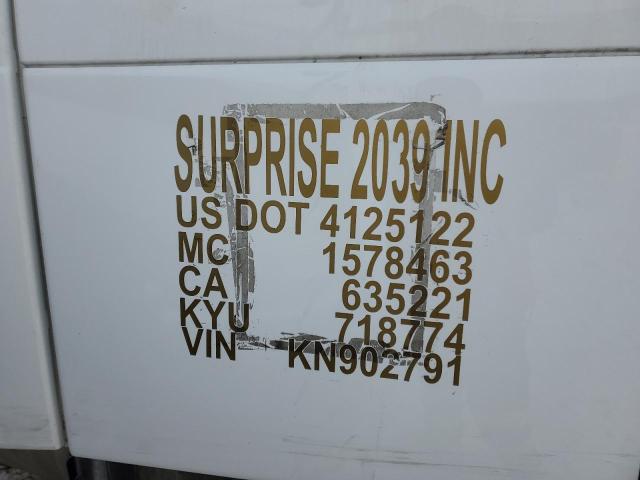 SURPRISE 2039 INC
US DOT 4125122
MC 1578463
CA 635221
KYU 718774
VIN KN902791